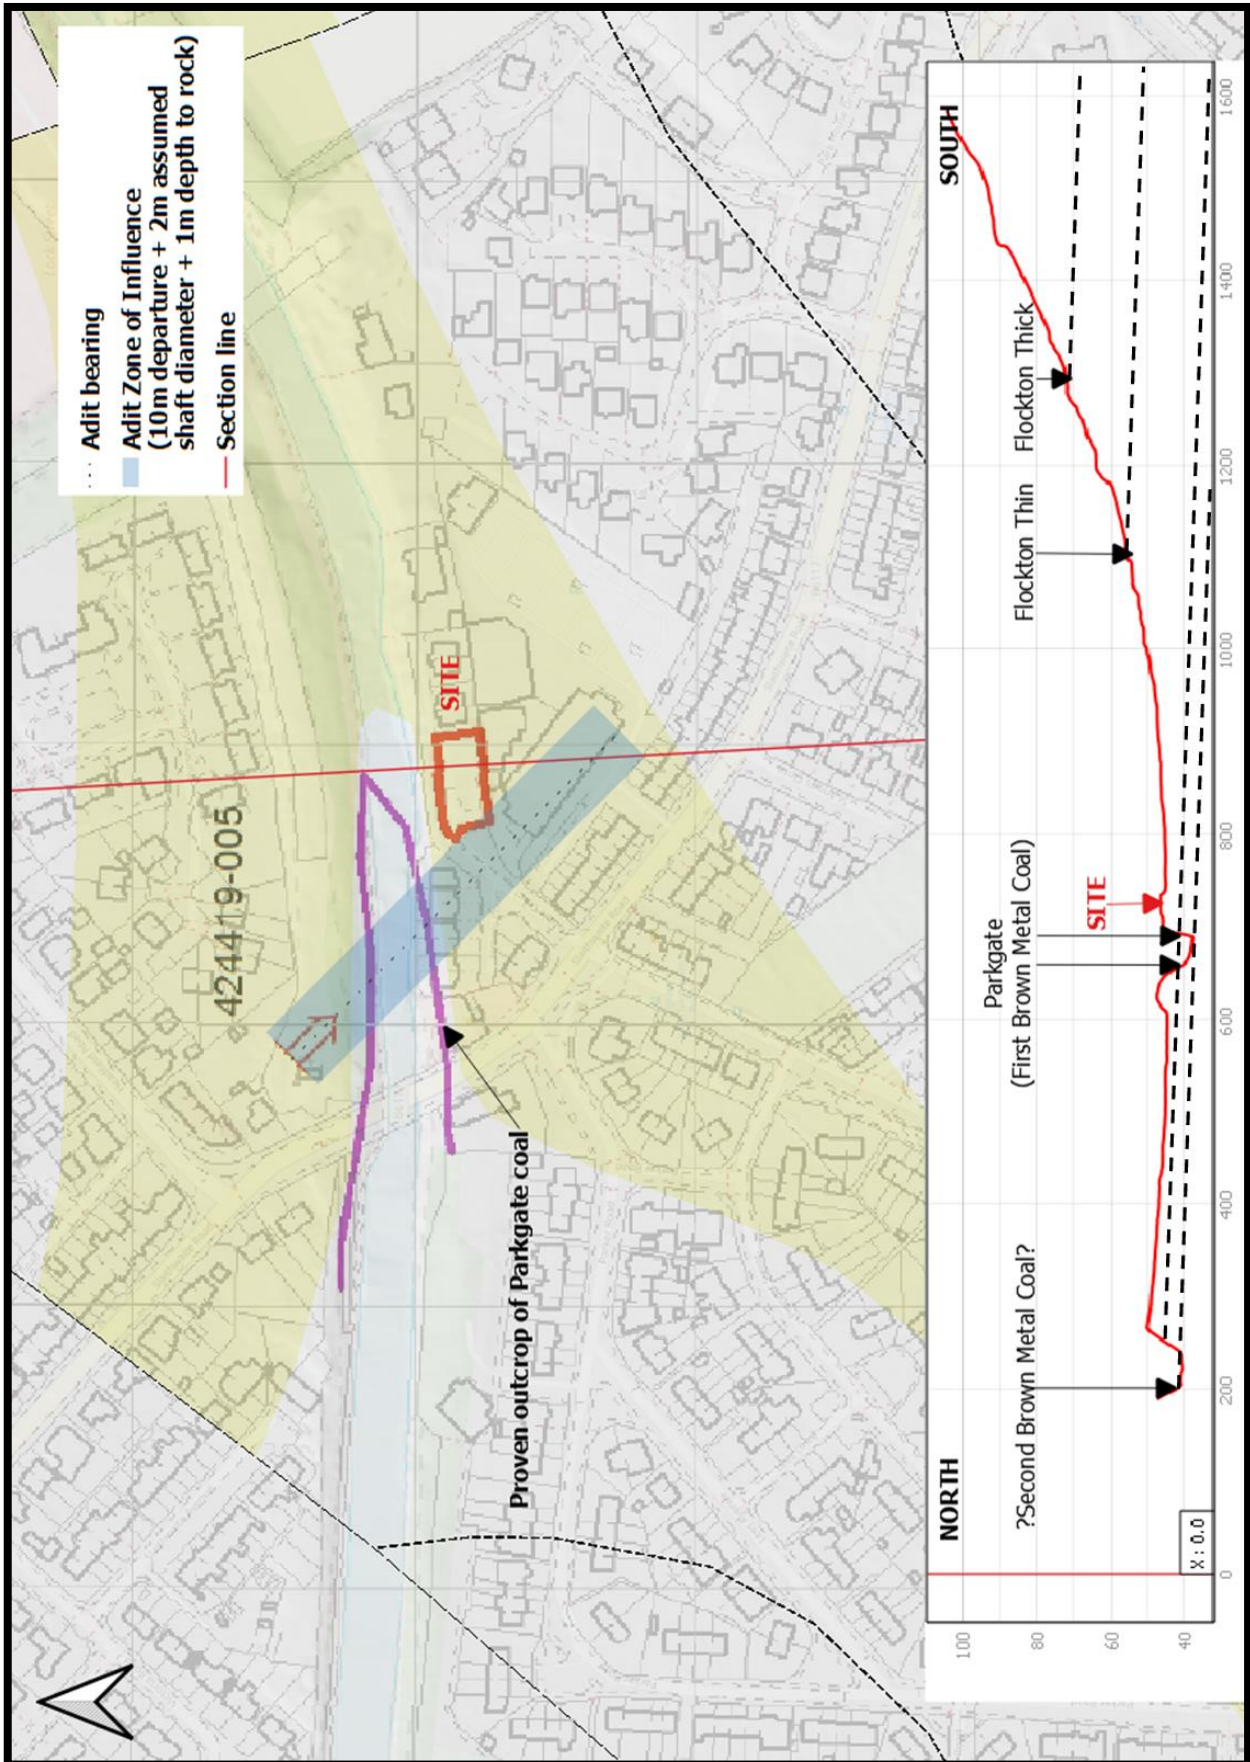 Adit bearing
Adit Zone of Influence
(10m departure + 2m assumed
shaft diameter + 1m depth to rock)
Section line
424419-005
SITE
Proven outcrop of Parkgate coal
NORTH
SOUTH
?Second Brown Metal Coal?
Parkgate
(First Brown Metal Coal)
SITE
Flockton Thin
Flockton Thick
100
80
60
40
X : 0.0
0
200
400
600
800
1000
1200
1400
1600